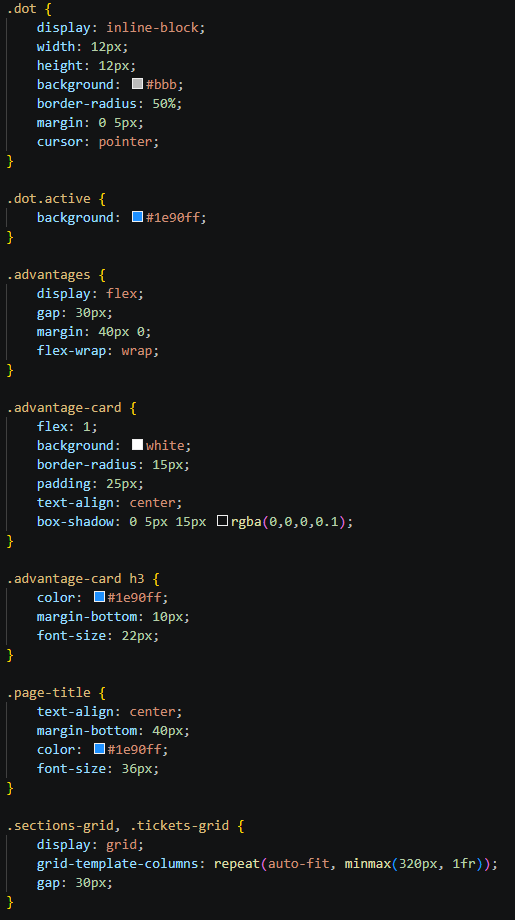 .dot {
    display: inline-block;
    width: 12px;
    height: 12px;
    background: #bbb;
    border-radius: 50%;
    margin: 0 5px;
    cursor: pointer;
}

.dot.active {
    background: #1e90ff;
}

.advantages {
    display: flex;
    gap: 30px;
    margin: 40px 0;
    flex-wrap: wrap;
}

.advantage-card {
    flex: 1;
    background: white;
    border-radius: 15px;
    padding: 25px;
    text-align: center;
    box-shadow: 0 5px 15px rgba(0,0,0,0.1);
}

.advantage-card h3 {
    color: #1e90ff;
    margin-bottom: 10px;
    font-size: 22px;
}

.page-title {
    text-align: center;
    margin-bottom: 40px;
    color: #1e90ff;
    font-size: 36px;
}

.sections-grid, .tickets-grid {
    display: grid;
    grid-template-columns: repeat(auto-fit, minmax(320px, 1fr));
    gap: 30px;
}